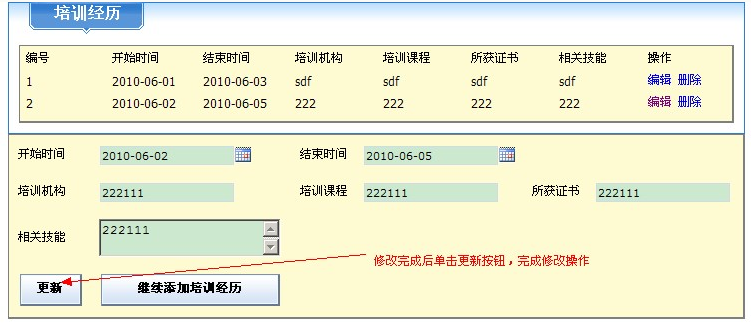 培训经历
编号 开始时间 结束时间 培训机构 培训课程 所获证书 相关技能 操作
1 2010-06-01 2010-06-03 sdf sdf sdf sdf 编辑 删除
2 2010-06-02 2010-06-05 222 222 222 222 编辑 删除
开始时间 2010-06-02 结束时间 2010-06-05
培训机构 222111 培训课程 222111 所获证书 222111
相关技能 222111
修改完成后单击更新按钮，完成修改操作
更新 继续添加培训经历